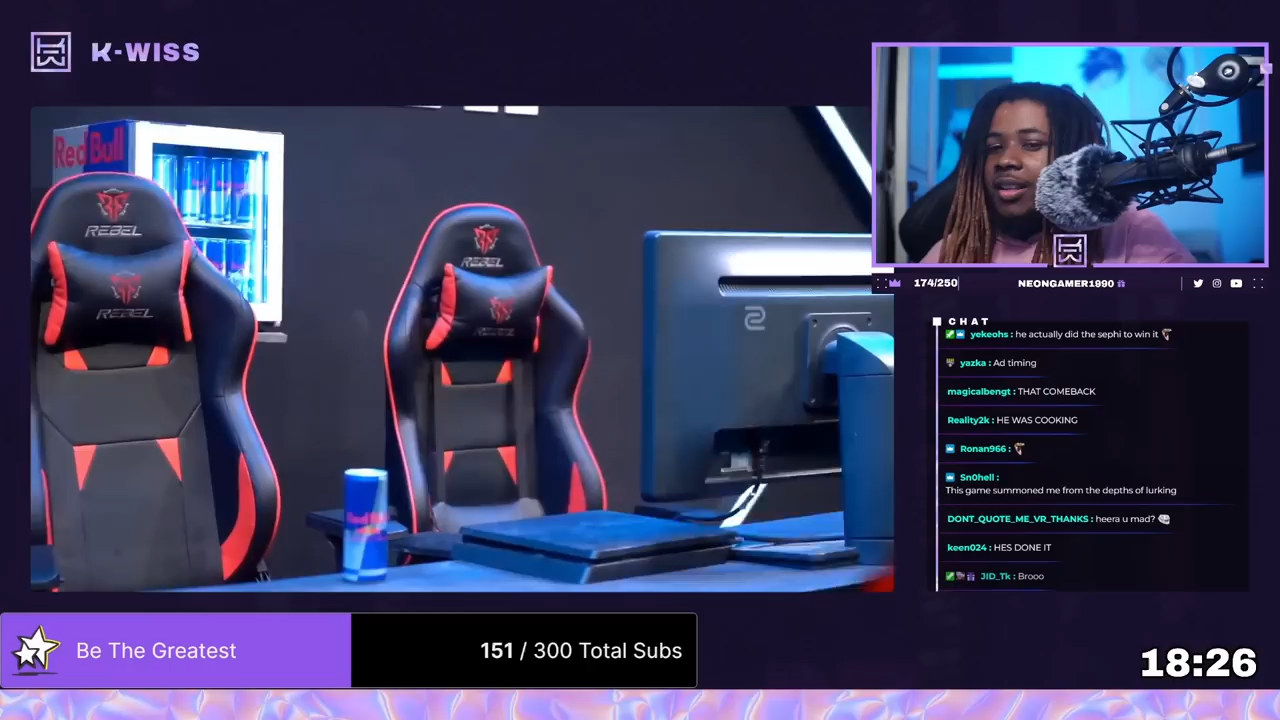 K-WISS
Red Bull
REBEL
REBEL
REBEL
174/250
NEONGAMER1990
CHAT
yekeohs : he actually did the sephi to win it
yazka : Ad timing
magicalbengt : THAT COMEBACK
Reality2k : HE WAS COOKING
Ronan966 :
Sn0hell :
This game summoned me from the depths of lurking
DONT_QUOTE_ME_VR_THANKS : heera u mad?
keen024 : HES DONE IT
JID_Tk : Brooo
Be The Greatest
151 / 300 Total Subs
18:26